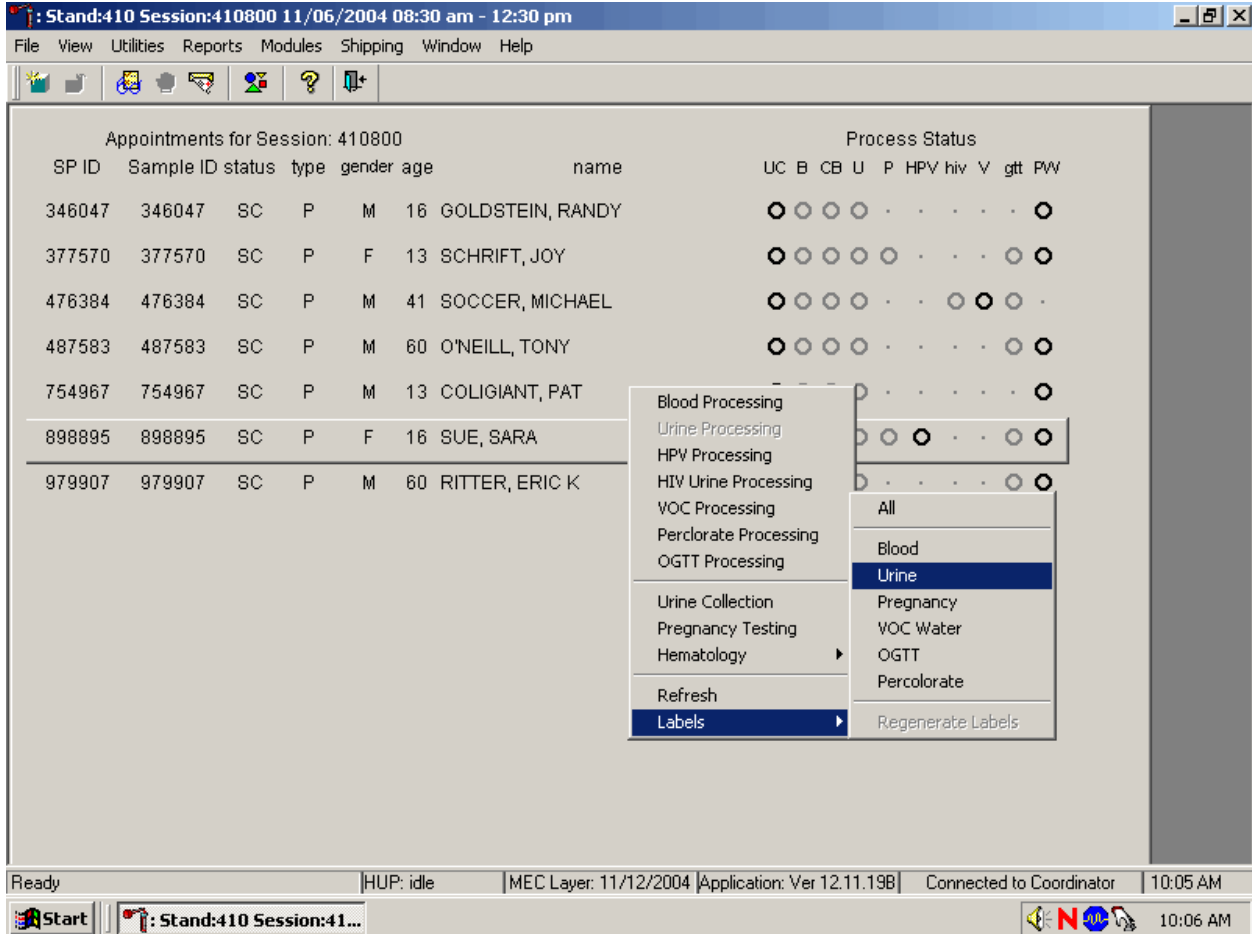 : Stand:410 Session:410800 11/06/2004 08:30 am - 12:30 pm
File View Utilities Reports Modules Shipping Window Help
Appointments for Session: 410800 Process Status
SP ID Sample ID status type gender age name UC B CB U P HPV hiv V gtt PW
346047 346047 SC P M 16 GOLDSTEIN, RANDY
377570 377570 SC P F 13 SCHRIFT, JOY
476384 476384 SC P M 41 SOCCER, MICHAEL
487583 487583 SC P M 60 O'NEILL, TONY
754967 754967 SC P M 13 COLIGIANT, PAT
898895 898895 SC P F 16 SUE, SARA
979907 979907 SC P M 60 RITTER, ERIC K
Blood Processing
Urine Processing
HPV Processing
HIV Urine Processing
VOC Processing
Perclorate Processing
OGTT Processing
Urine Collection
Pregnancy Testing
Hematology
Refresh
Labels
All
Blood
Urine
Pregnancy
VOC Water
OGTT
Percolorate
Regenerate Labels
Ready HUP: idle MEC Layer: 11/12/2004 Application: Ver 12.11.19B Connected to Coordinator 10:05 AM
Start : Stand:410 Session:41... N 10:06 AM